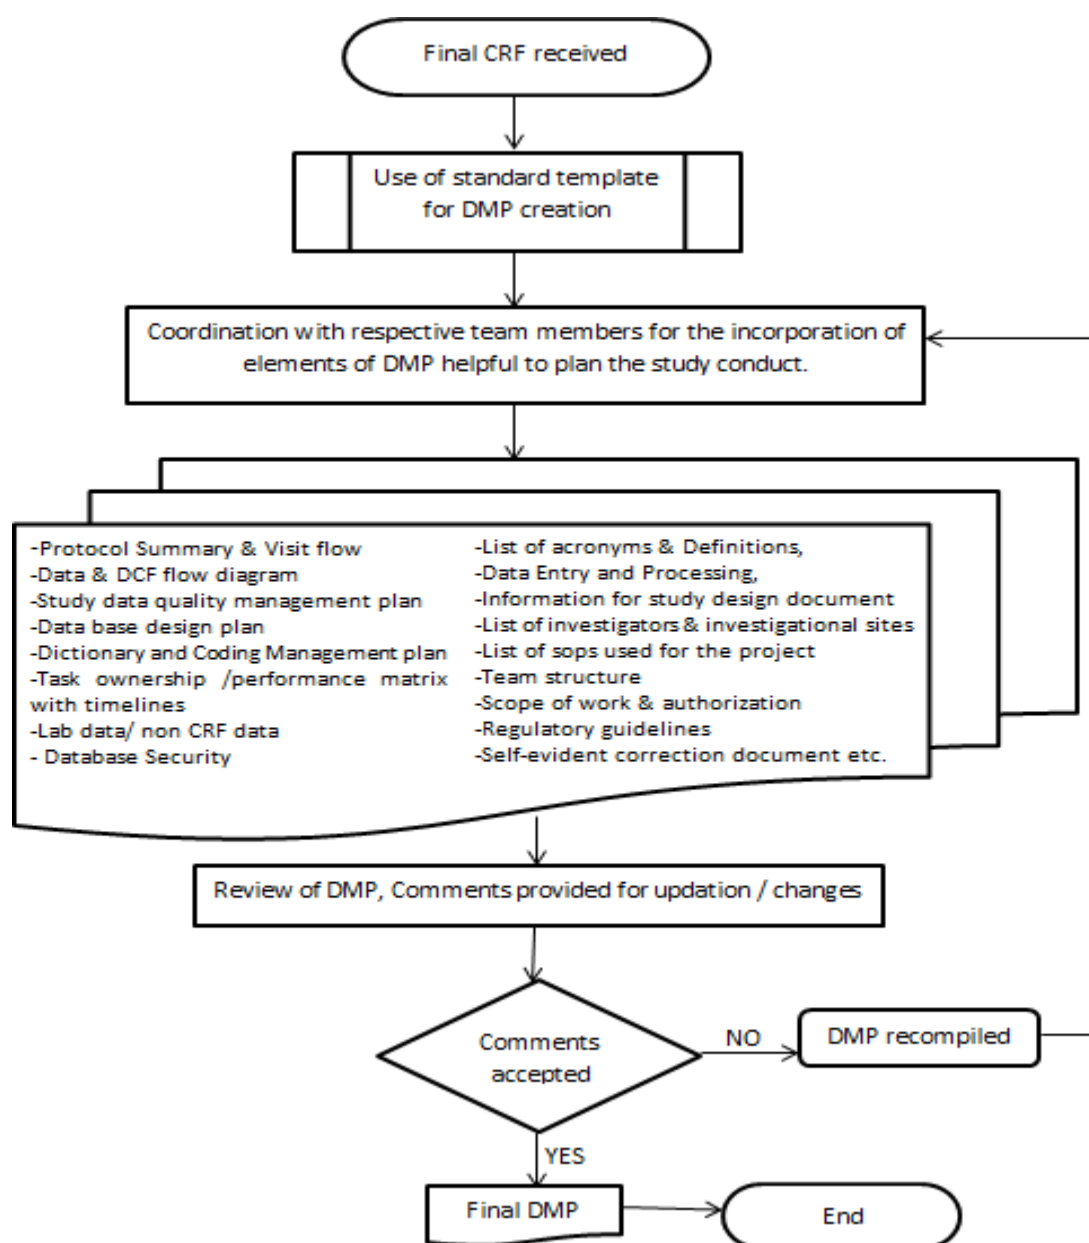 Final CRF received
Use of standard template
for DMP creation
Coordination with respective team members for the incorporation of
elements of DMP helpful to plan the study conduct.
-Protocol Summary & Visit flow
-Data & DCF flow diagram
-Study data quality management plan
-Data base design plan
-Dictionary and Coding Management plan
-Task ownership /performance matrix
with timelines
-Lab data/ non CRF data
- Database Security
-List of acronyms & Definitions,
-Data Entry and Processing,
-Information for study design document
-List of investigators & investigational sites
-List of sops used for the project
-Team structure
-Scope of work & authorization
-Regulatory guidelines
-Self-evident correction document etc.
Review of DMP, Comments provided for updation / changes
Comments
accepted
NO
DMP recompiled
YES
Final DMP
End